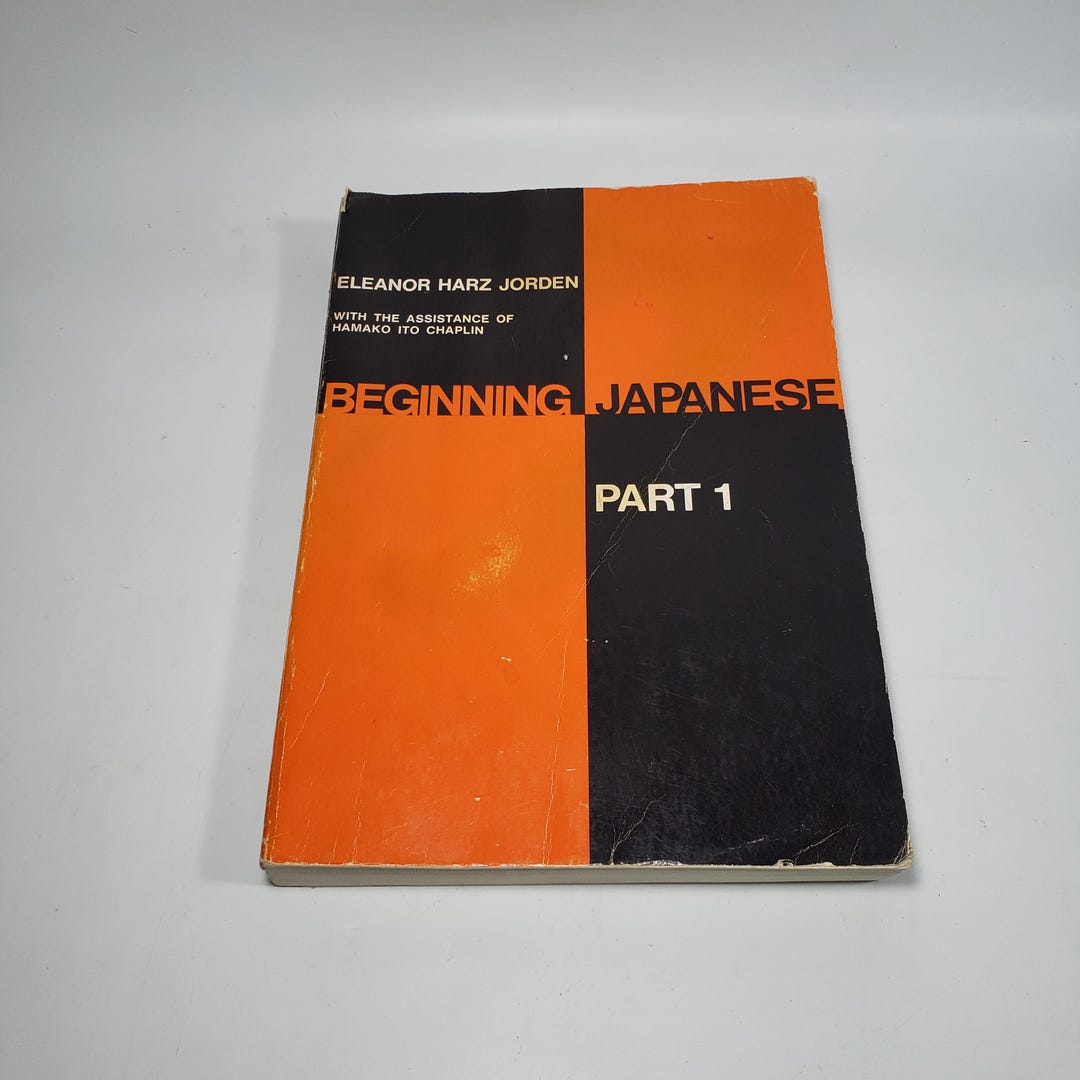 ELEANOR HARZ JORDEN
WITH THE ASSISTANCE OF
HAMAKO ITO CHAPLIN
BEGINNING JAPANESE
PART 1